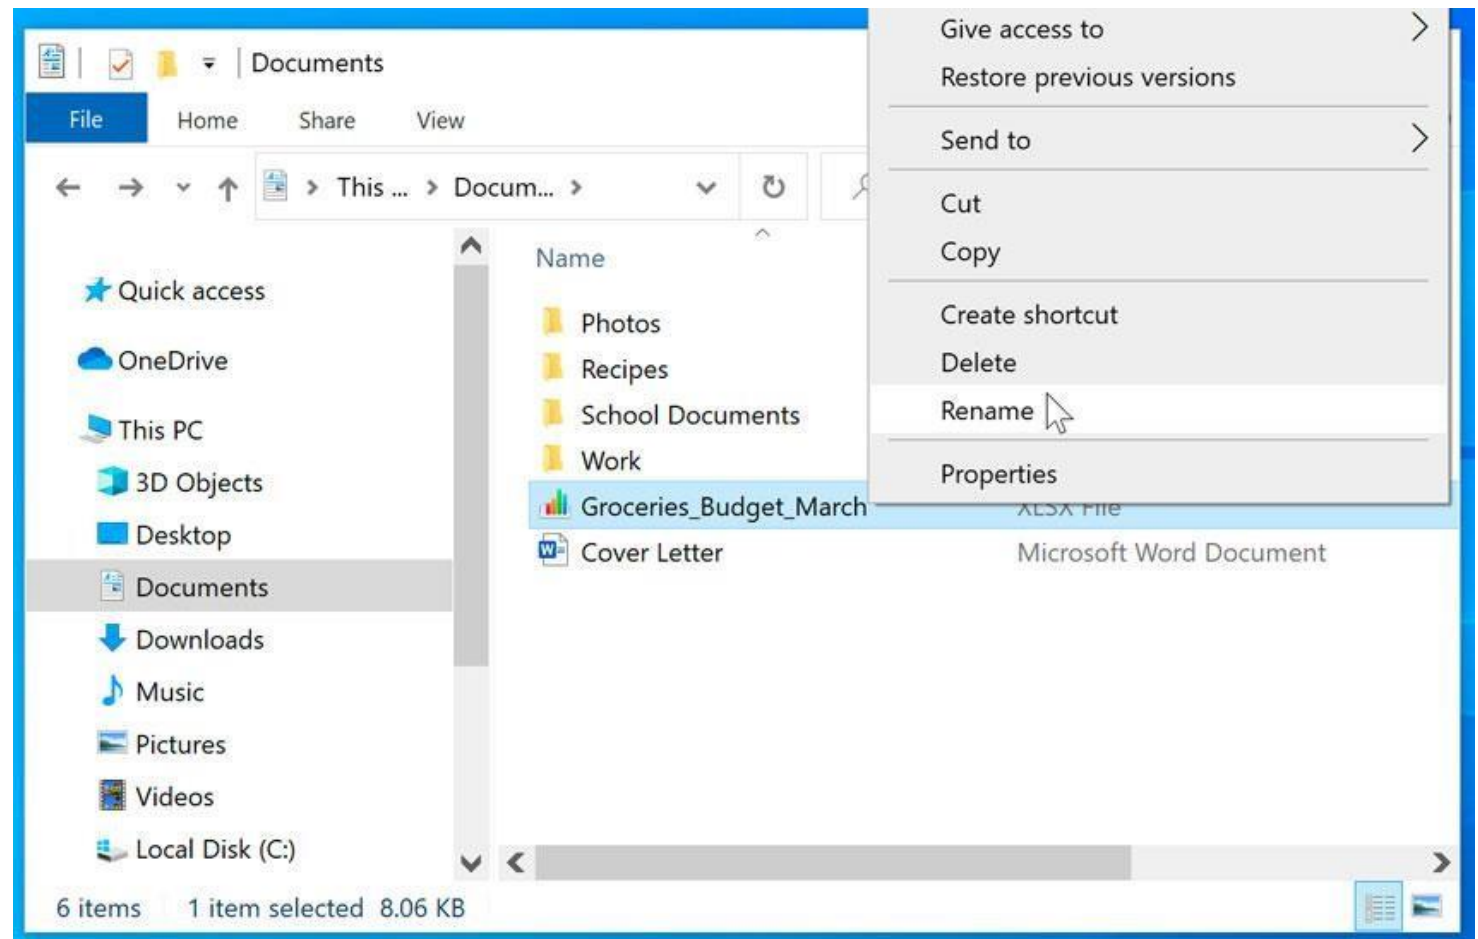 Documents
File Home Share View
This ... Docum...
Quick access
OneDrive
This PC
3D Objects
Desktop
Documents
Downloads
Music
Pictures
Videos
Local Disk (C:)
Name
Photos
Recipes
School Documents
Work
Groceries_Budget_March XLSX File
Cover Letter Microsoft Word Document
Give access to
Restore previous versions
Send to
Cut
Copy
Create shortcut
Delete
Rename
Properties
6 items 1 item selected 8.06 KB